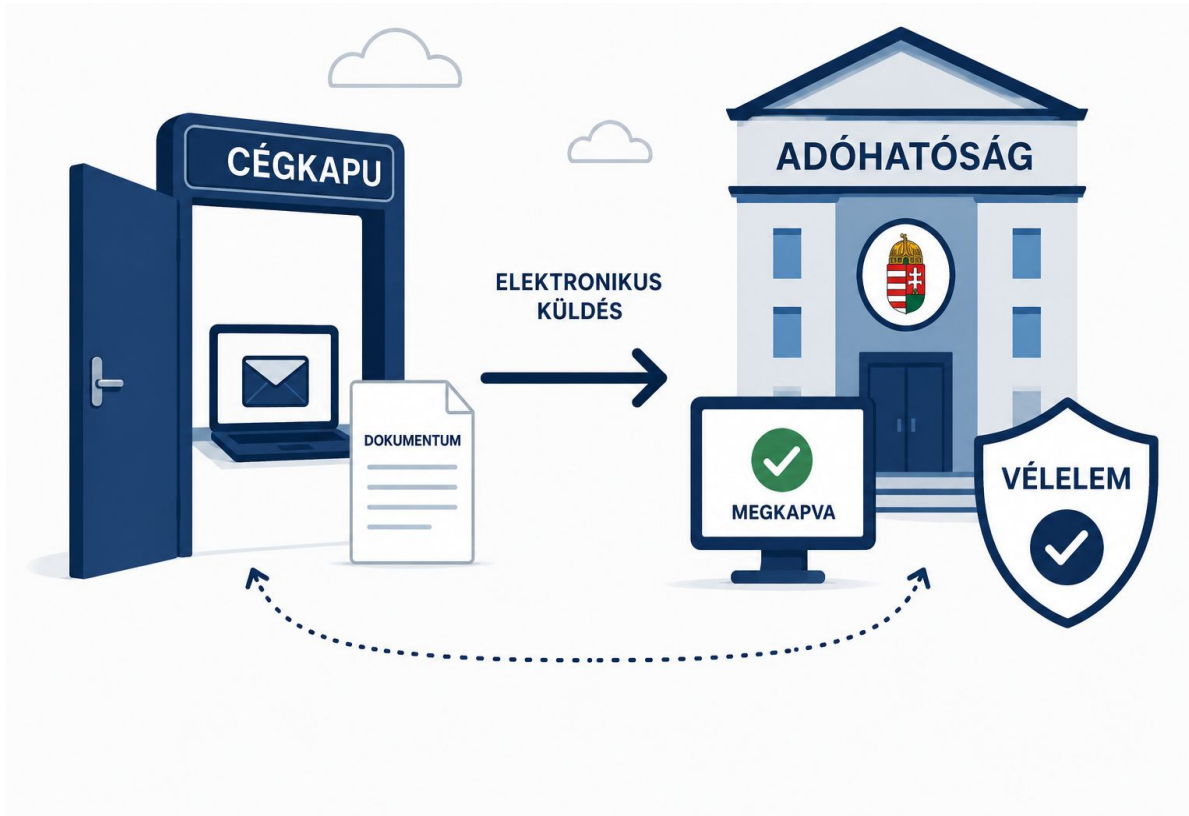 CÉGKAPU
ADÓHATÓSÁG
ELEKTRONIKUS
KÜLDÉS
DOKUMENTUM
MEGKAPVA
VÉLELEM